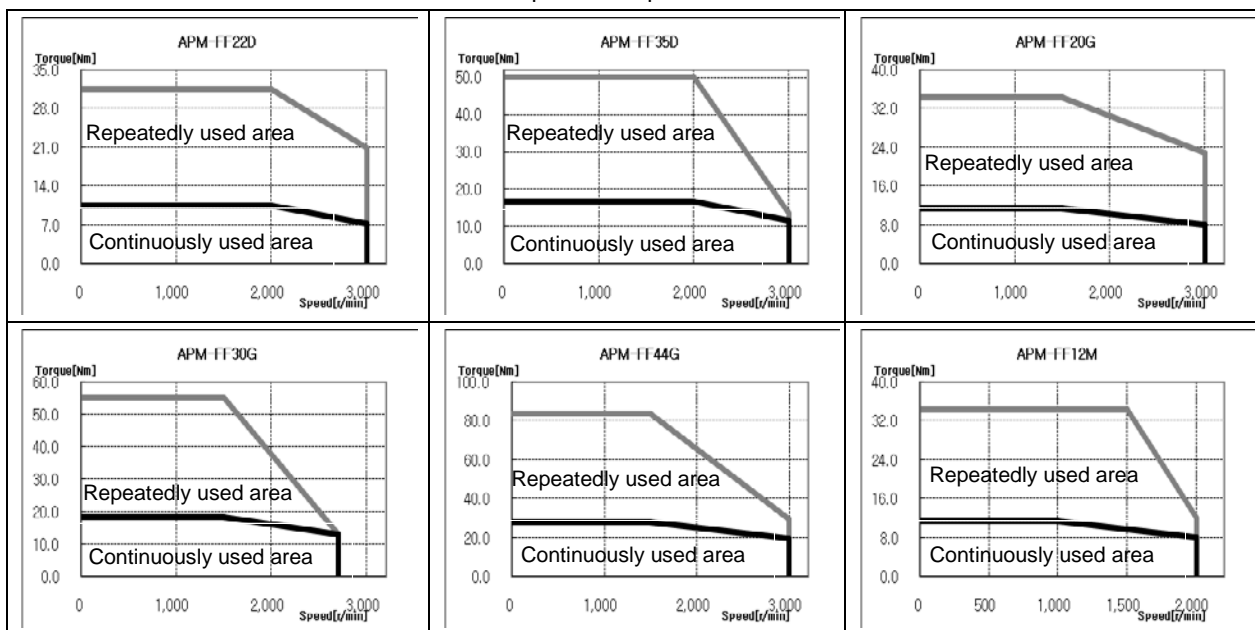 APM-FF22D
Torque[Nm]
35.0
28.0
Repeatedly used area
21.0
14.0
7.0
Continuously used area
0.0
0 1,000 2,000 3,000
Speed[r/min]
APM-FF35D
Torque[Nm]
50.0
40.0
Repeatedly used area
30.0
20.0
10.0
Continuously used area
0.0
0 1,000 2,000 3,000
Speed[r/min]
APM-FF20G
Torque[Nm]
40.0
32.0
24.0
Repeatedly used area
16.0
8.0
Continuously used area
0.0
0 1,000 2,000 3,000
Speed[r/min]
APM-FF30G
Torque[Nm]
60.0
50.0
40.0
30.0
Repeatedly used area
20.0
10.0
Continuously used area
0.0
0 1,000 2,000 3,000
Speed[r/min]
APM-FF44G
Torque[Nm]
100.0
80.0
60.0
Repeatedly used area
40.0
20.0
Continuously used area
0.0
0 1,000 2,000 3,000
Speed[r/min]
APM-FF12M
Torque[Nm]
40.0
32.0
24.0
Repeatedly used area
16.0
8.0
Continuously used area
0.0
0 500 1,000 1,500 2,000
Speed[r/min]